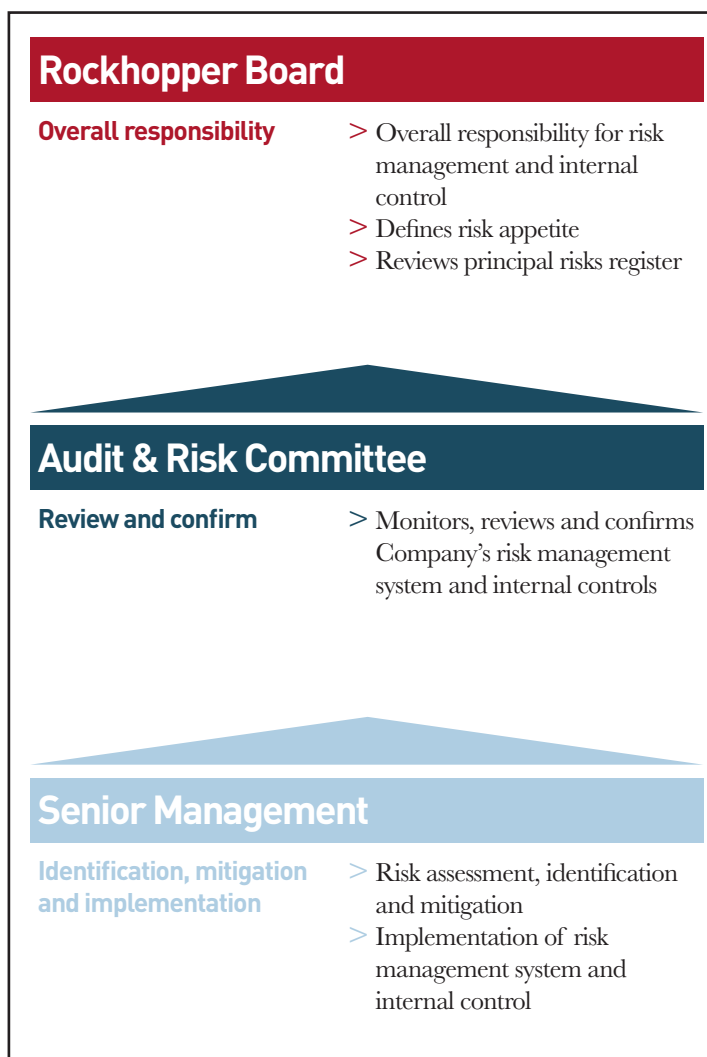 Rockhopper Board
Overall responsibility
> Overall responsibility for risk
management and internal
control
> Defines risk appetite
> Reviews principal risks register
Audit & Risk Committee
Review and confirm
> Monitors, reviews and confirms
Company's risk management
system and internal controls
Senior Management
Identification, mitigation
and implementation
> Risk assessment, identification
and mitigation
> Implementation of risk
management system and
internal control